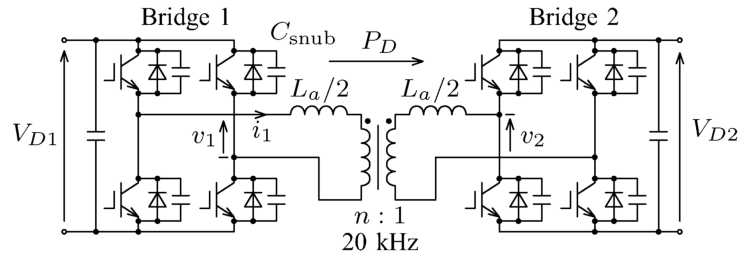 Bridge 1
Bridge 2
C_snub
P_D
L_a/2
L_a/2
V_D1
v_1
i_1
v_2
V_D2
n : 1
20 kHz